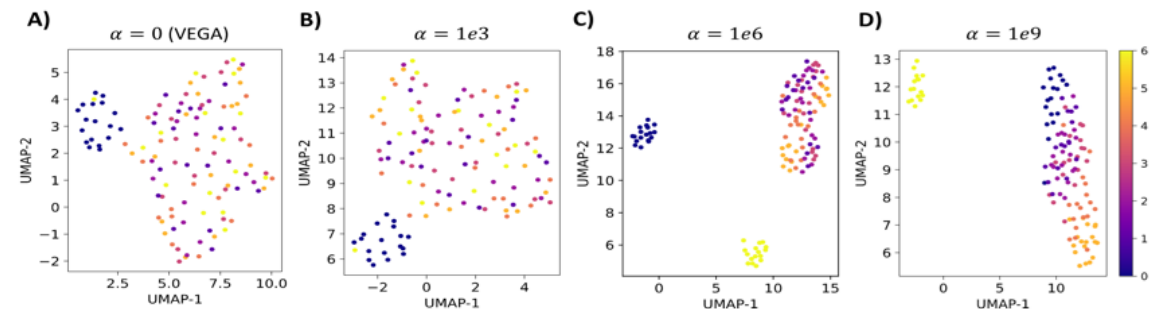 A) α = 0 (VEGA)
B) α = 1e3
C) α = 1e6
D) α = 1e9
UMAP-2
5
4
3
2
1
0
−1
−2
2.5 5.0 7.5 10.0
UMAP-1
UMAP-2
14
13
12
11
10
9
8
7
6
−2 0 2 4
UMAP-1
UMAP-2
18
16
14
12
10
8
6
0 5 10 15
UMAP-1
UMAP-2
13
12
11
10
9
8
7
6
0 5 10
UMAP-1
6
5
4
3
2
1
0